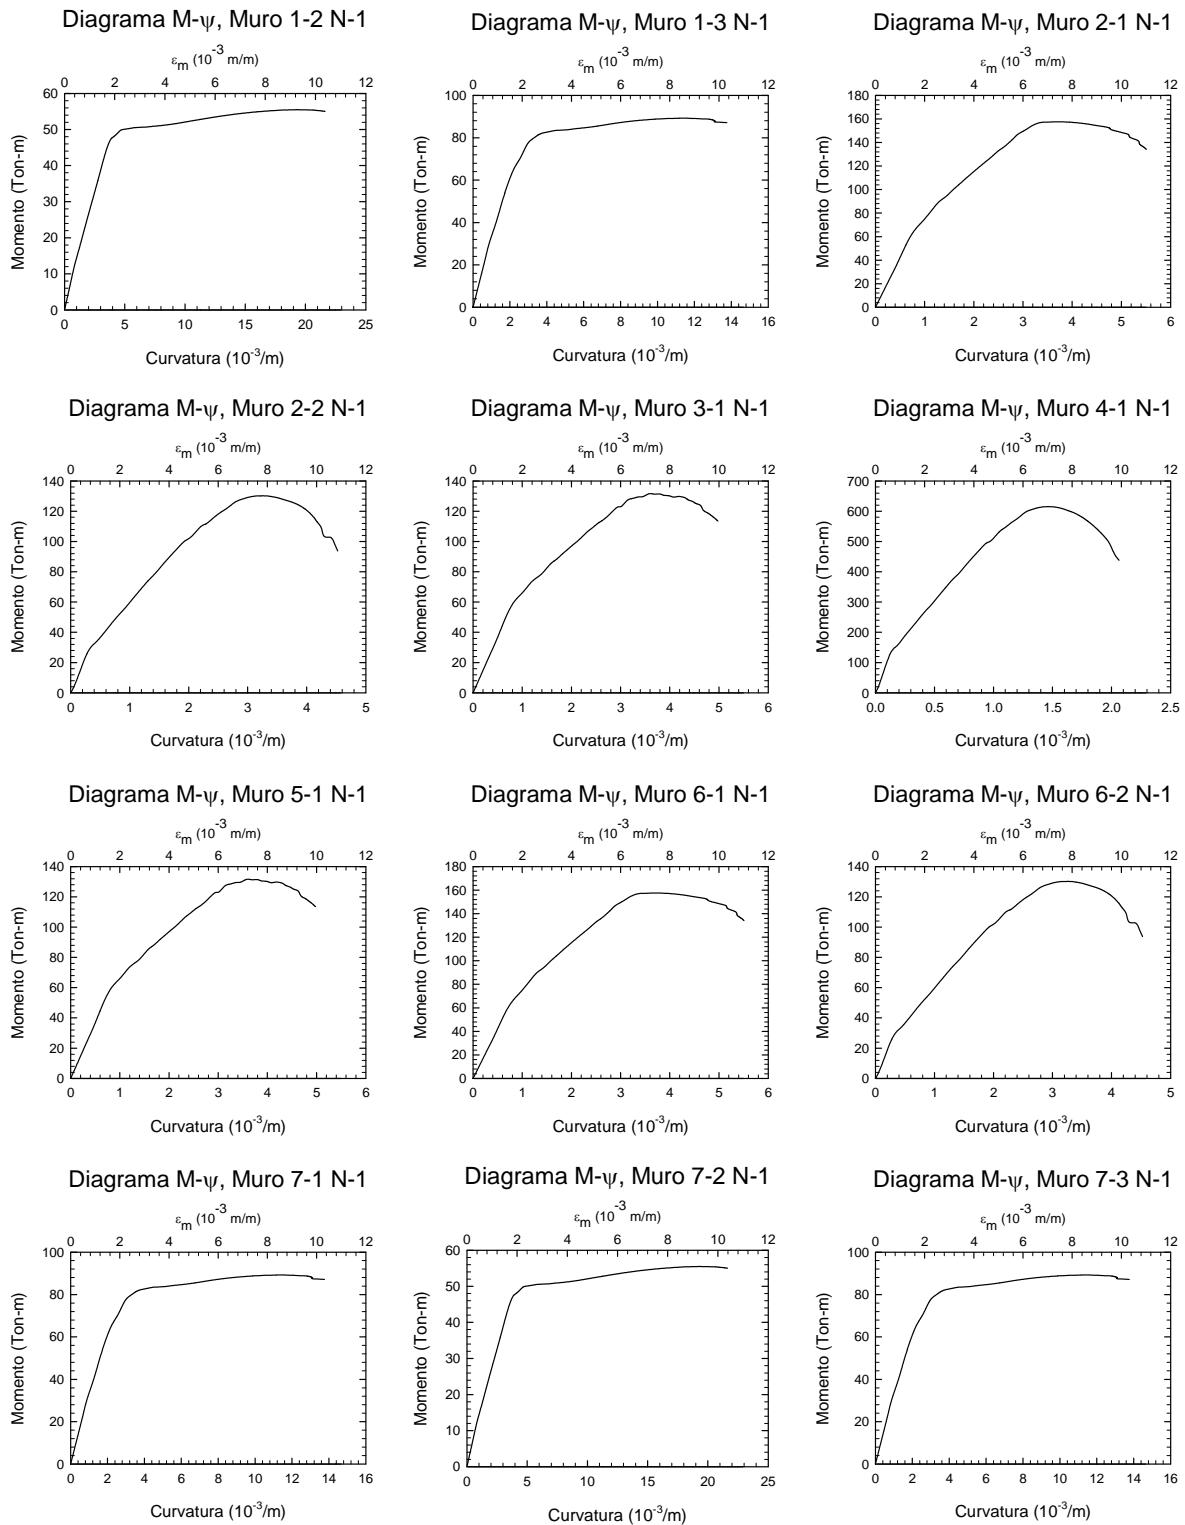 Diagrama M-ψ, Muro 1-2 N-1
εm (10-3 m/m)
0 2 4 6 8 10 12
60
50
40
30
20
10
0
Momento (Ton-m)
0 5 10 15 20 25
Curvatura (10-3/m)
Diagrama M-ψ, Muro 1-3 N-1
εm (10-3 m/m)
0 2 4 6 8 10 12
100
80
60
40
20
0
Momento (Ton-m)
0 2 4 6 8 10 12 14 16
Curvatura (10-3/m)
Diagrama M-ψ, Muro 2-1 N-1
εm (10-3 m/m)
0 2 4 6 8 10 12
180
160
140
120
100
80
60
40
20
0
Momento (Ton-m)
0 1 2 3 4 5 6
Curvatura (10-3/m)
Diagrama M-ψ, Muro 2-2 N-1
εm (10-3 m/m)
0 2 4 6 8 10 12
140
120
100
80
60
40
20
0
Momento (Ton-m)
0 1 2 3 4 5
Curvatura (10-3/m)
Diagrama M-ψ, Muro 3-1 N-1
εm (10-3 m/m)
0 2 4 6 8 10 12
140
120
100
80
60
40
20
0
Momento (Ton-m)
0 1 2 3 4 5 6
Curvatura (10-3/m)
Diagrama M-ψ, Muro 4-1 N-1
εm (10-3 m/m)
0 2 4 6 8 10 12
700
600
500
400
300
200
100
0
Momento (Ton-m)
0.0 0.5 1.0 1.5 2.0 2.5
Curvatura (10-3/m)
Diagrama M-ψ, Muro 5-1 N-1
εm (10-3 m/m)
0 2 4 6 8 10 12
140
120
100
80
60
40
20
0
Momento (Ton-m)
0 1 2 3 4 5 6
Curvatura (10-3/m)
Diagrama M-ψ, Muro 6-1 N-1
εm (10-3 m/m)
0 2 4 6 8 10 12
180
160
140
120
100
80
60
40
20
0
Momento (Ton-m)
0 1 2 3 4 5 6
Curvatura (10-3/m)
Diagrama M-ψ, Muro 6-2 N-1
εm (10-3 m/m)
0 2 4 6 8 10 12
140
120
100
80
60
40
20
0
Momento (Ton-m)
0 1 2 3 4 5
Curvatura (10-3/m)
Diagrama M-ψ, Muro 7-1 N-1
εm (10-3 m/m)
0 2 4 6 8 10 12
100
80
60
40
20
0
Momento (Ton-m)
0 2 4 6 8 10 12 14 16
Curvatura (10-3/m)
Diagrama M-ψ, Muro 7-2 N-1
εm (10-3 m/m)
0 2 4 6 8 10 12
60
50
40
30
20
10
0
Momento (Ton-m)
0 5 10 15 20 25
Curvatura (10-3/m)
Diagrama M-ψ, Muro 7-3 N-1
εm (10-3 m/m)
0 2 4 6 8 10 12
100
80
60
40
20
0
Momento (Ton-m)
0 2 4 6 8 10 12 14 16
Curvatura (10-3/m)